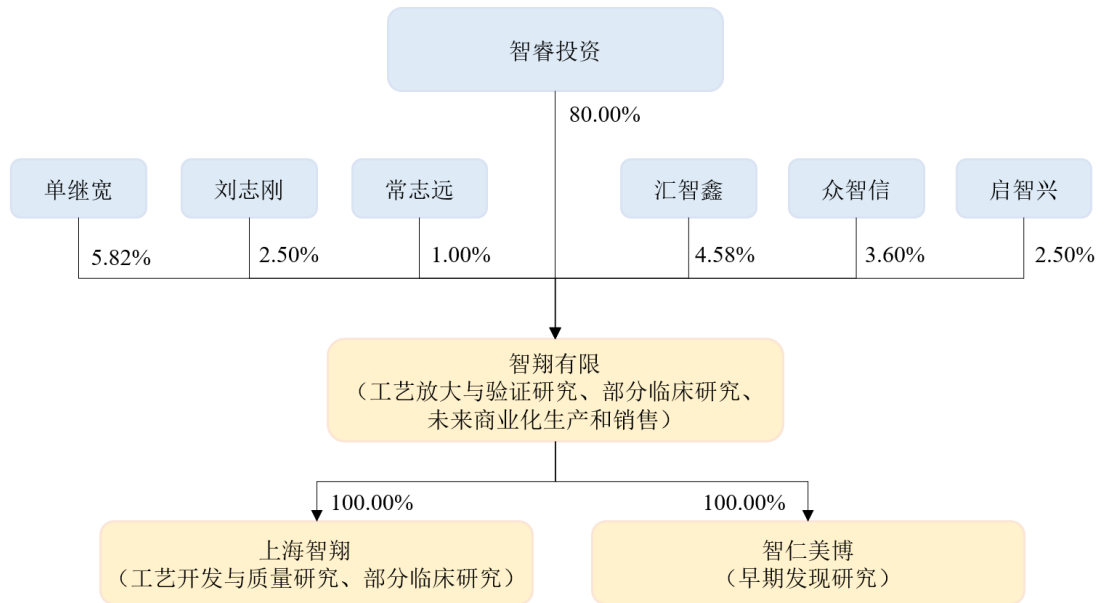 智睿投资
80.00%
单继宽
刘志刚
常志远
汇智鑫
众智信
启智兴
5.82%
2.50%
1.00%
4.58%
3.60%
2.50%
智翔有限
（工艺放大与验证研究、部分临床研究、
未来商业化生产和销售）
100.00%
100.00%
上海智翔
（工艺开发与质量研究、部分临床研究）
智仁美博
（早期发现研究）